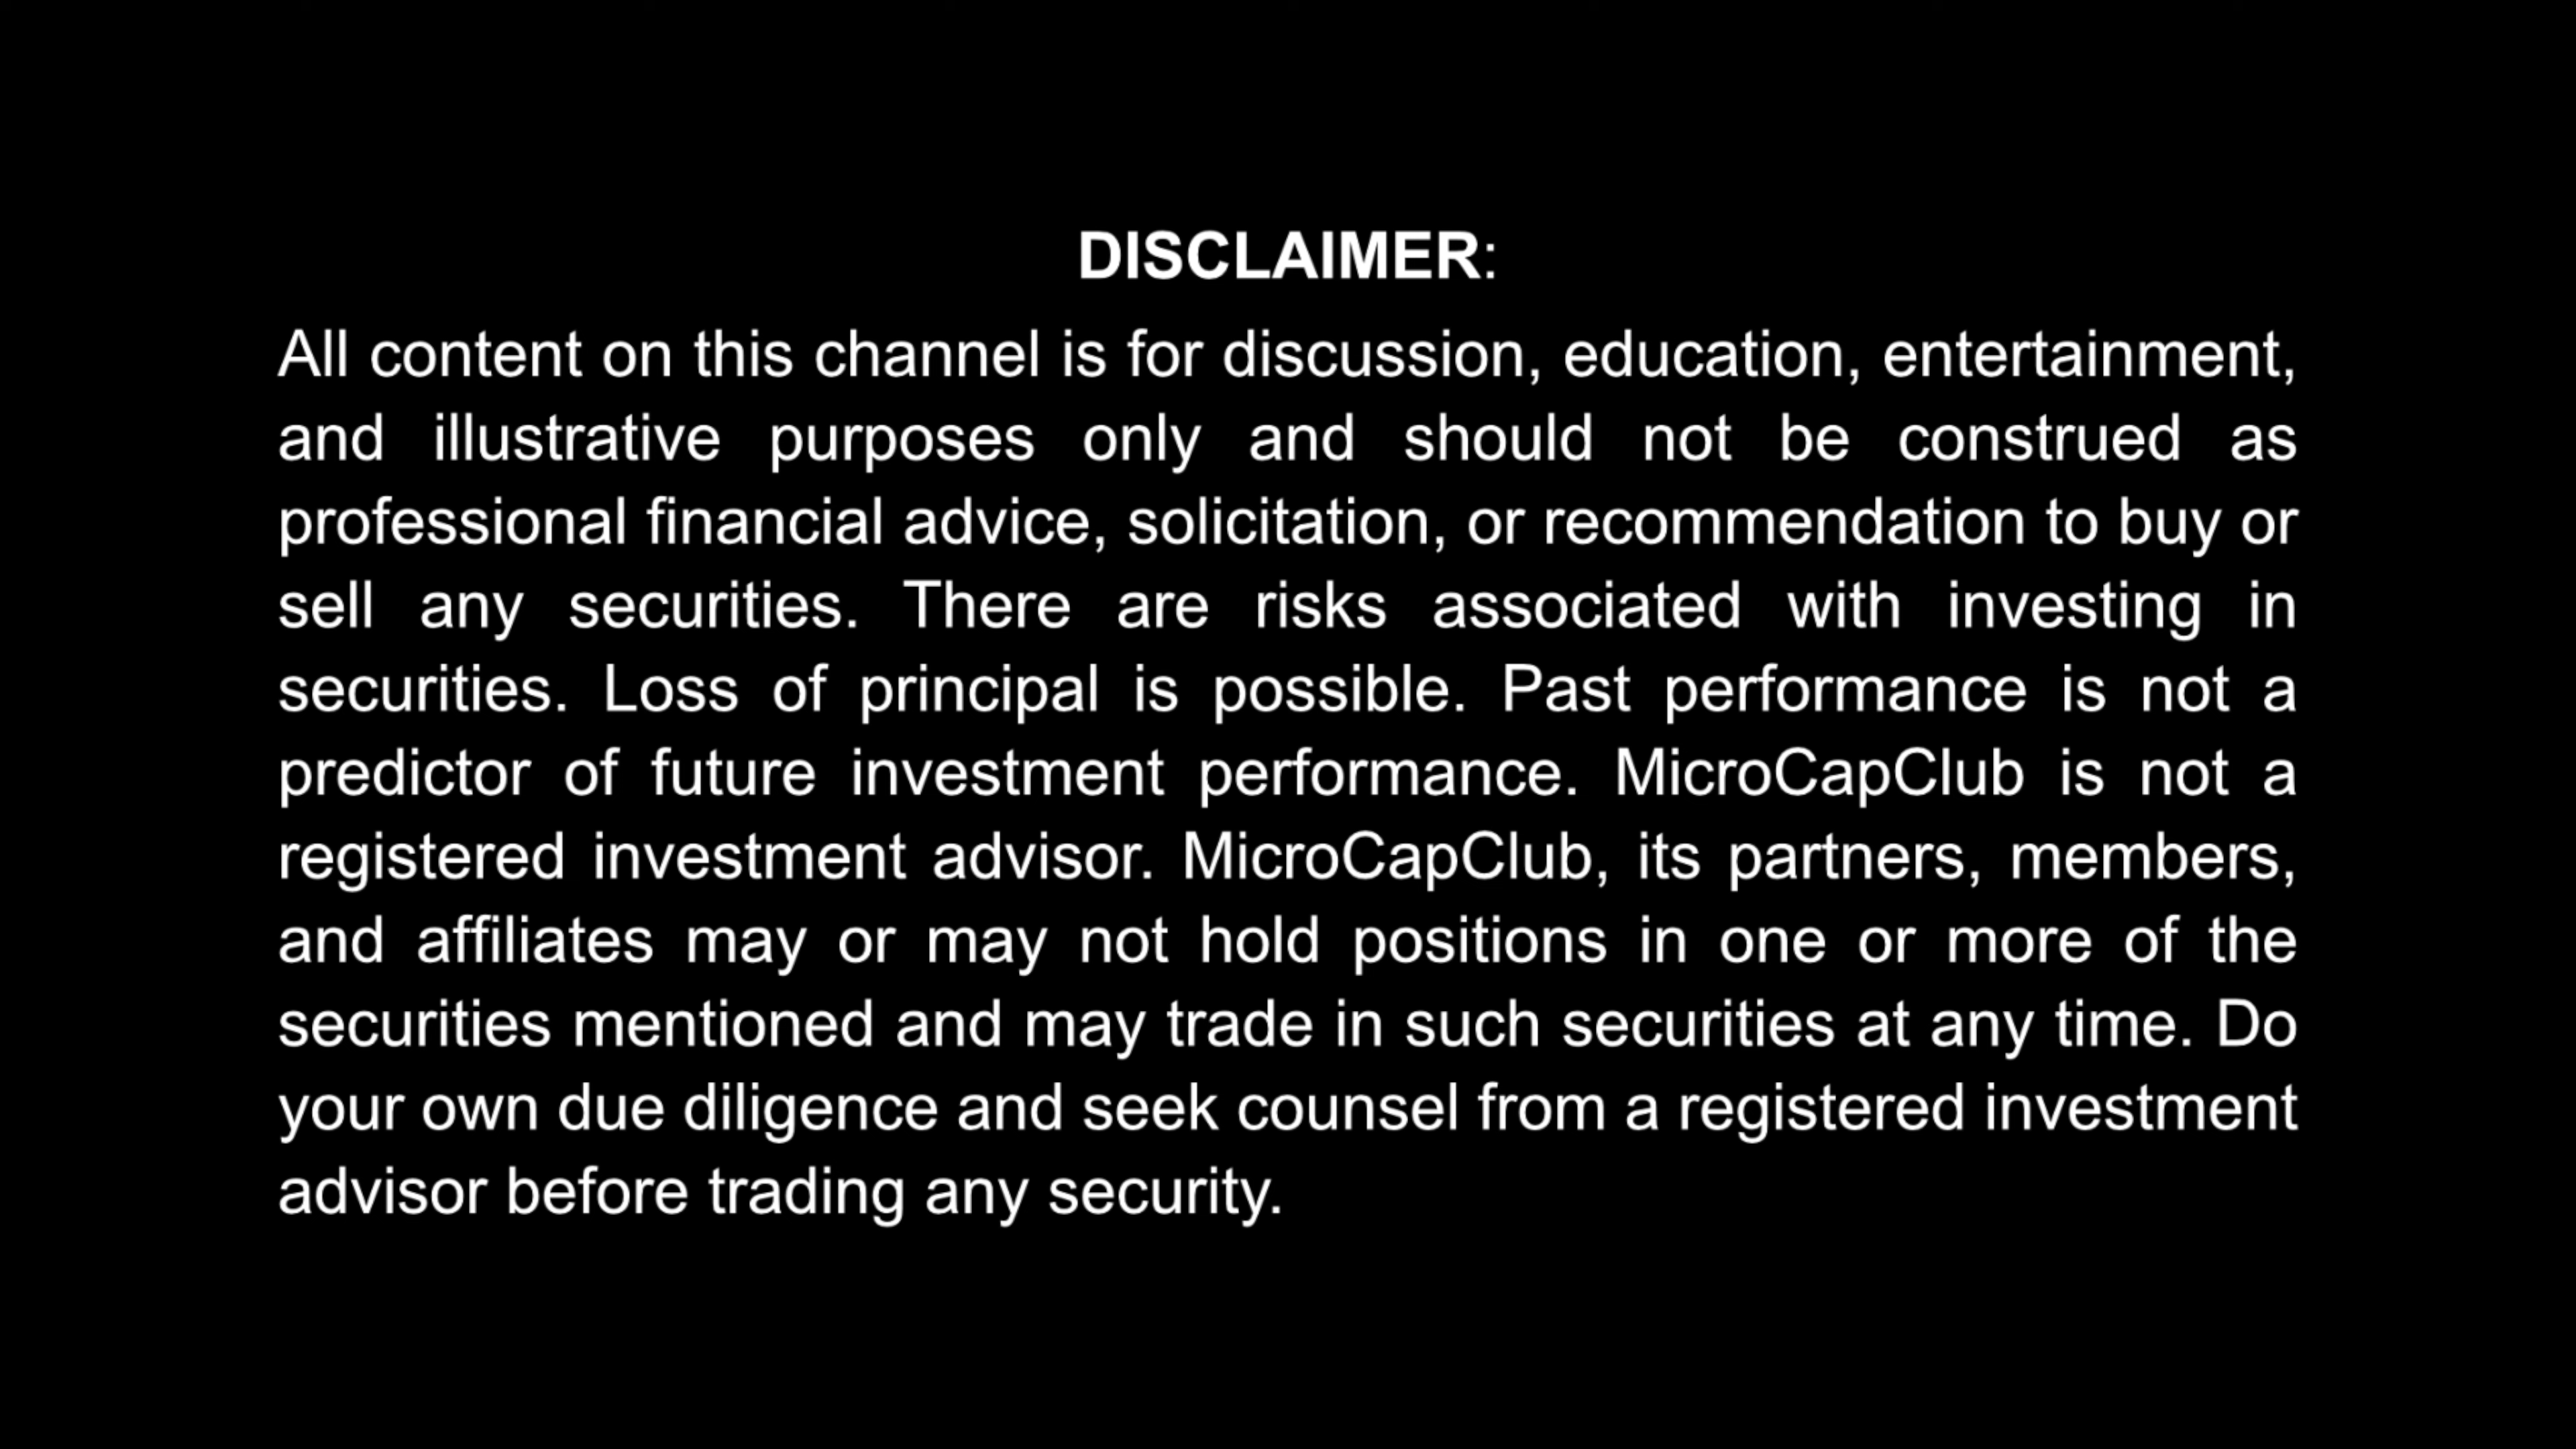 DISCLAIMER:
All content on this channel is for discussion, education, entertainment,
and illustrative purposes only and should not be construed as
professional financial advice, solicitation, or recommendation to buy or
sell any securities. There are risks associated with investing in
securities. Loss of principal is possible. Past performance is not a
predictor of future investment performance. MicroCapClub is not a
registered investment advisor. MicroCapClub, its partners, members,
and affiliates may or may not hold positions in one or more of the
securities mentioned and may trade in such securities at any time. Do
your own due diligence and seek counsel from a registered investment
advisor before trading any security.